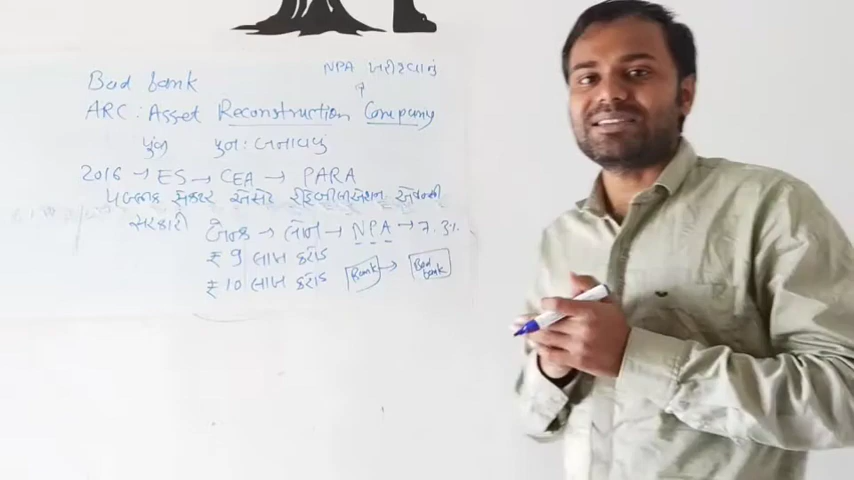 NPA ખરીદવાનું
Bad bank
ARC : Asset Reconstruction Company
પુનઃ બનાવવું
2016 → ES → CEA → PARA
પબ્લીક સેક્ટર એસેટ રીહેબીલીએશન એજન્સી
સરકારી
બેન્ક → લોન → NPA → 7.3%
₹ 9 લાખ કરોડ
₹ 10 લાખ કરોડ
Bank → Bad bank